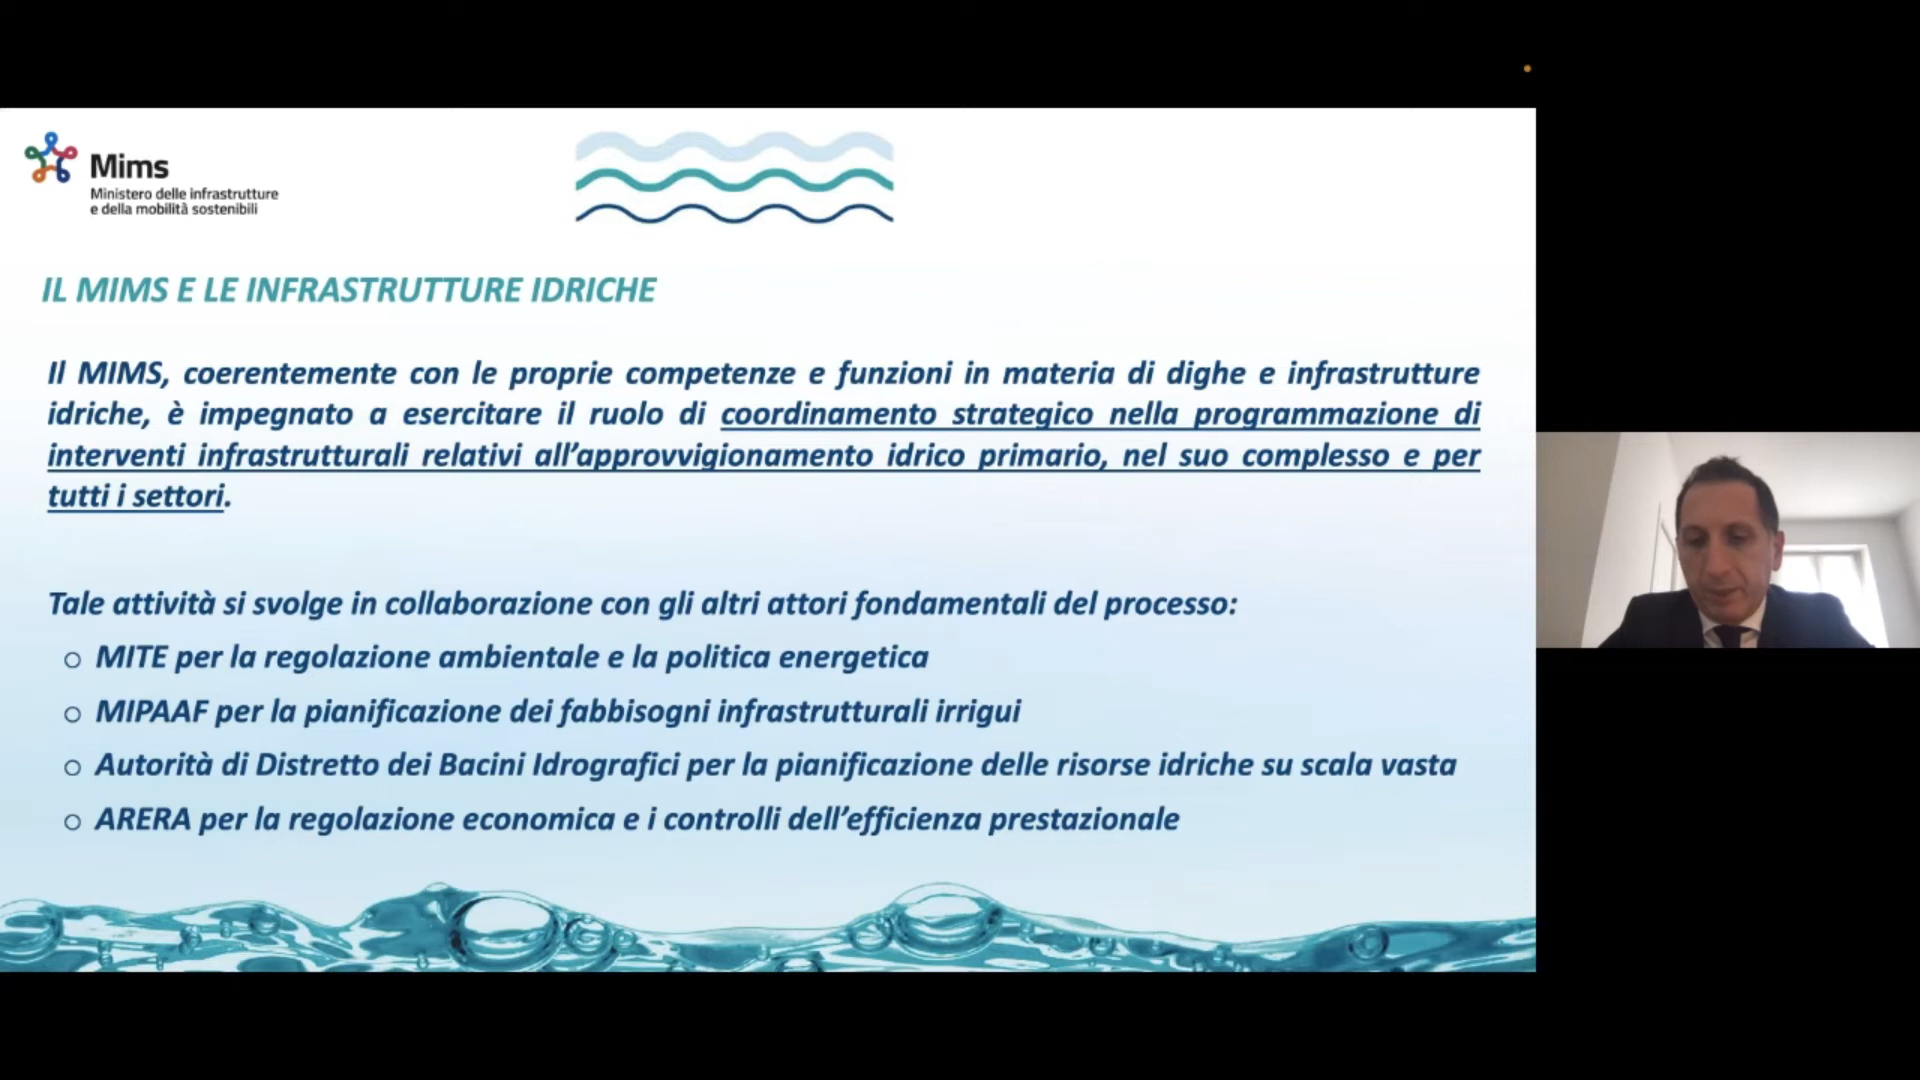 Mims
Ministero delle infrastrutture
e della mobilità sostenibili
IL MIMS E LE INFRASTRUTTURE IDRICHE
Il MIMS, coerentemente con le proprie competenze e funzioni in materia di dighe e infrastrutture
idriche, è impegnato a esercitare il ruolo di coordinamento strategico nella programmazione di
interventi infrastrutturali relativi all’approvvigionamento idrico primario, nel suo complesso e per
tutti i settori.
Tale attività si svolge in collaborazione con gli altri attori fondamentali del processo:
○ MITE per la regolazione ambientale e la politica energetica
○ MIPAAF per la pianificazione dei fabbisogni infrastrutturali irrigui
○ Autorità di Distretto dei Bacini Idrografici per la pianificazione delle risorse idriche su scala vasta
○ ARERA per la regolazione economica e i controlli dell’efficienza prestazionale